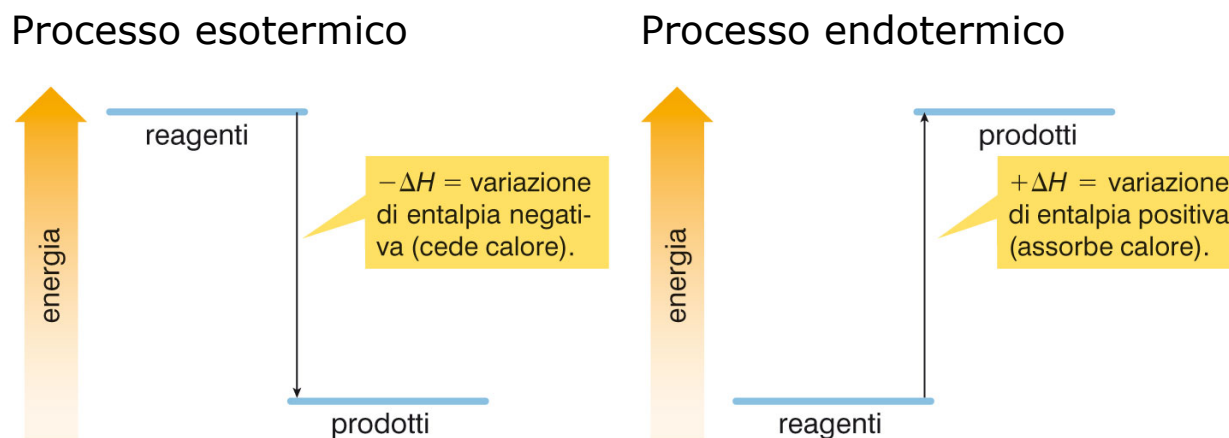 Processo esotermico
energia
reagenti
−ΔH = variazione
di entalpia negati-
va (cede calore).
prodotti
Processo endotermico
energia
prodotti
+ΔH = variazione
di entalpia positiva
(assorbe calore).
reagenti